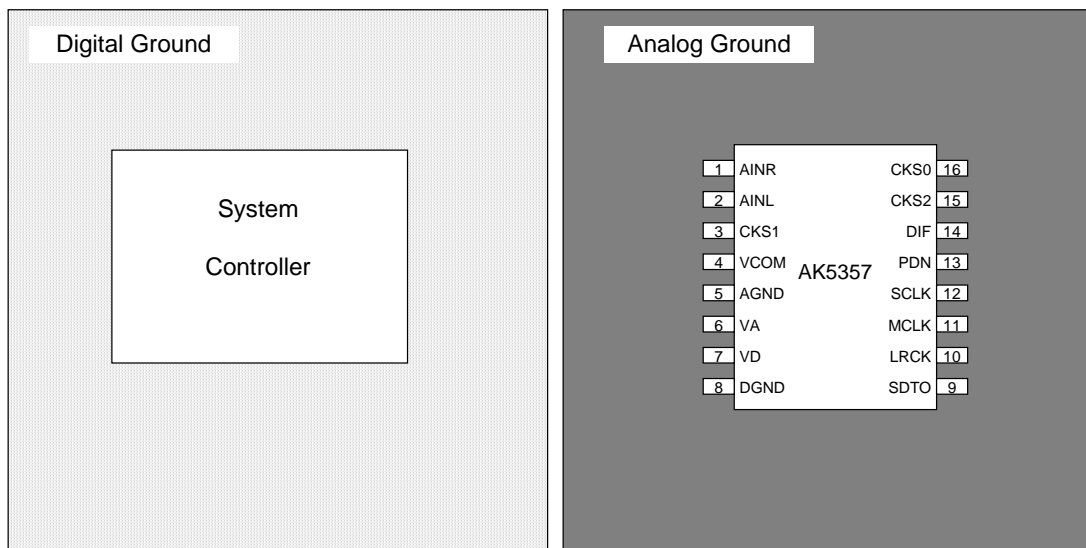 Digital Ground
System
Controller
Analog Ground
1 AINR
2 AINL
3 CKS1
4 VCOM
5 AGND
6 VA
7 VD
8 DGND
AK5357
CKS0 16
CKS2 15
DIF 14
PDN 13
SCLK 12
MCLK 11
LRCK 10
SDTO 9